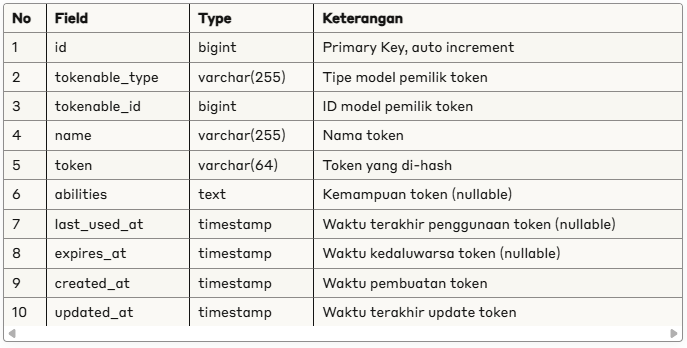 No Field Type Keterangan
1 id bigint Primary Key, auto increment
2 tokenable_type varchar(255) Tipe model pemilik token
3 tokenable_id bigint ID model pemilik token
4 name varchar(255) Nama token
5 token varchar(64) Token yang di-hash
6 abilities text Kemampuan token (nullable)
7 last_used_at timestamp Waktu terakhir penggunaan token (nullable)
8 expires_at timestamp Waktu kedaluwarsa token (nullable)
9 created_at timestamp Waktu pembuatan token
10 updated_at timestamp Waktu terakhir update token